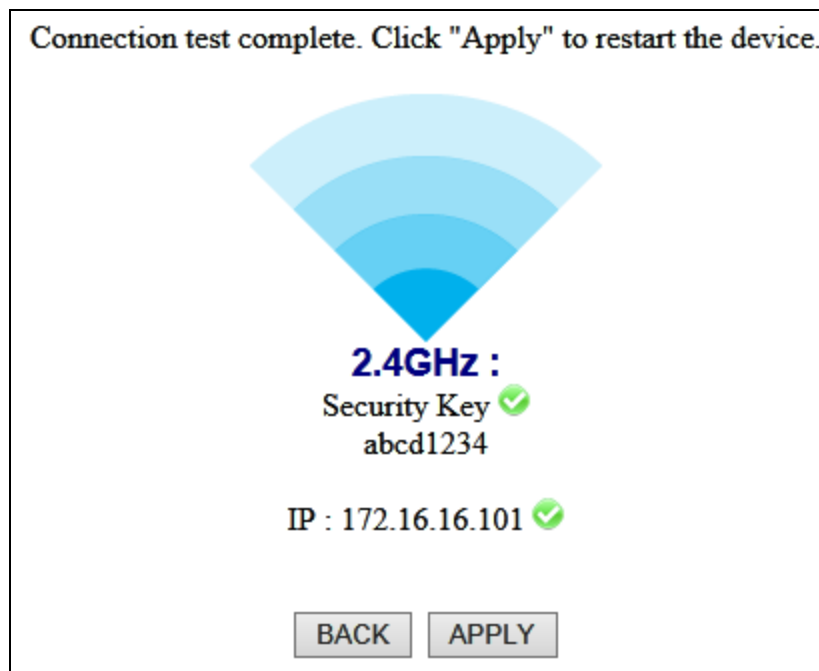 Connection test complete. Click "Apply" to restart the device.
2.4GHz :
Security Key
abcd1234
IP : 172.16.16.101
BACK APPLY